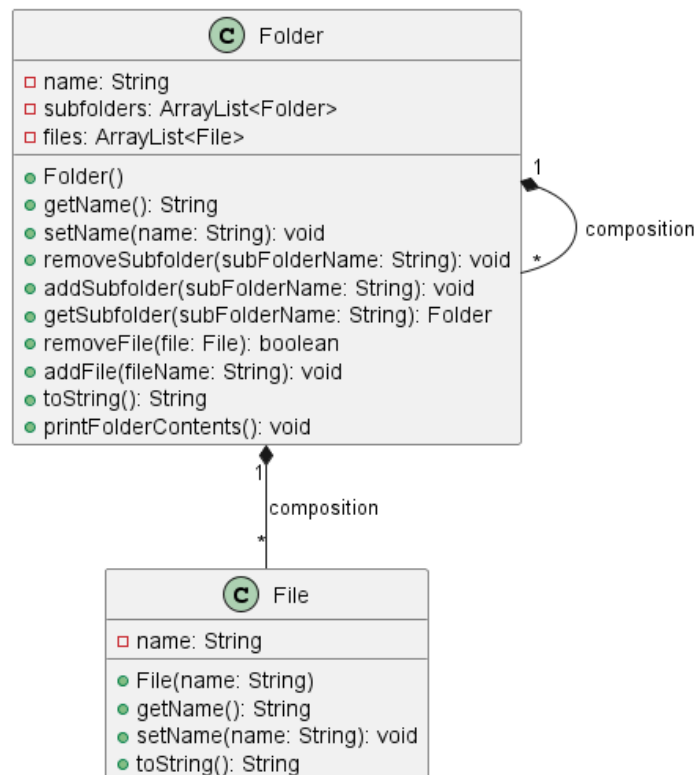 C Folder
name: String
subfolders: ArrayList<Folder>
files: ArrayList<File>
Folder()
getName(): String
setName(name: String): void
removeSubfolder(subFolderName: String): void
addSubfolder(subFolderName: String): void
getSubfolder(subFolderName: String): Folder
removeFile(file: File): boolean
addFile(fileName: String): void
toString(): String
printFolderContents(): void
1
composition
*
1
composition
*
C File
name: String
File(name: String)
getName(): String
setName(name: String): void
toString(): String